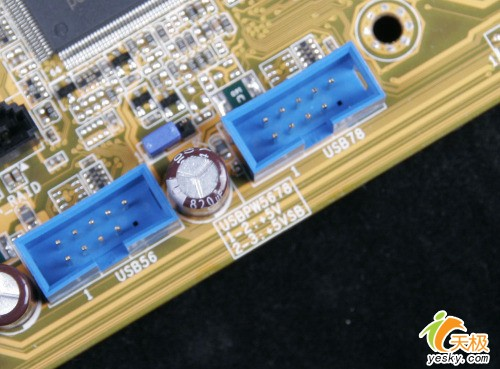 USB78
1
USBPW5678
1-2:+5V
2-3:+5VSB
820
USB56
1
天极
yesky.com